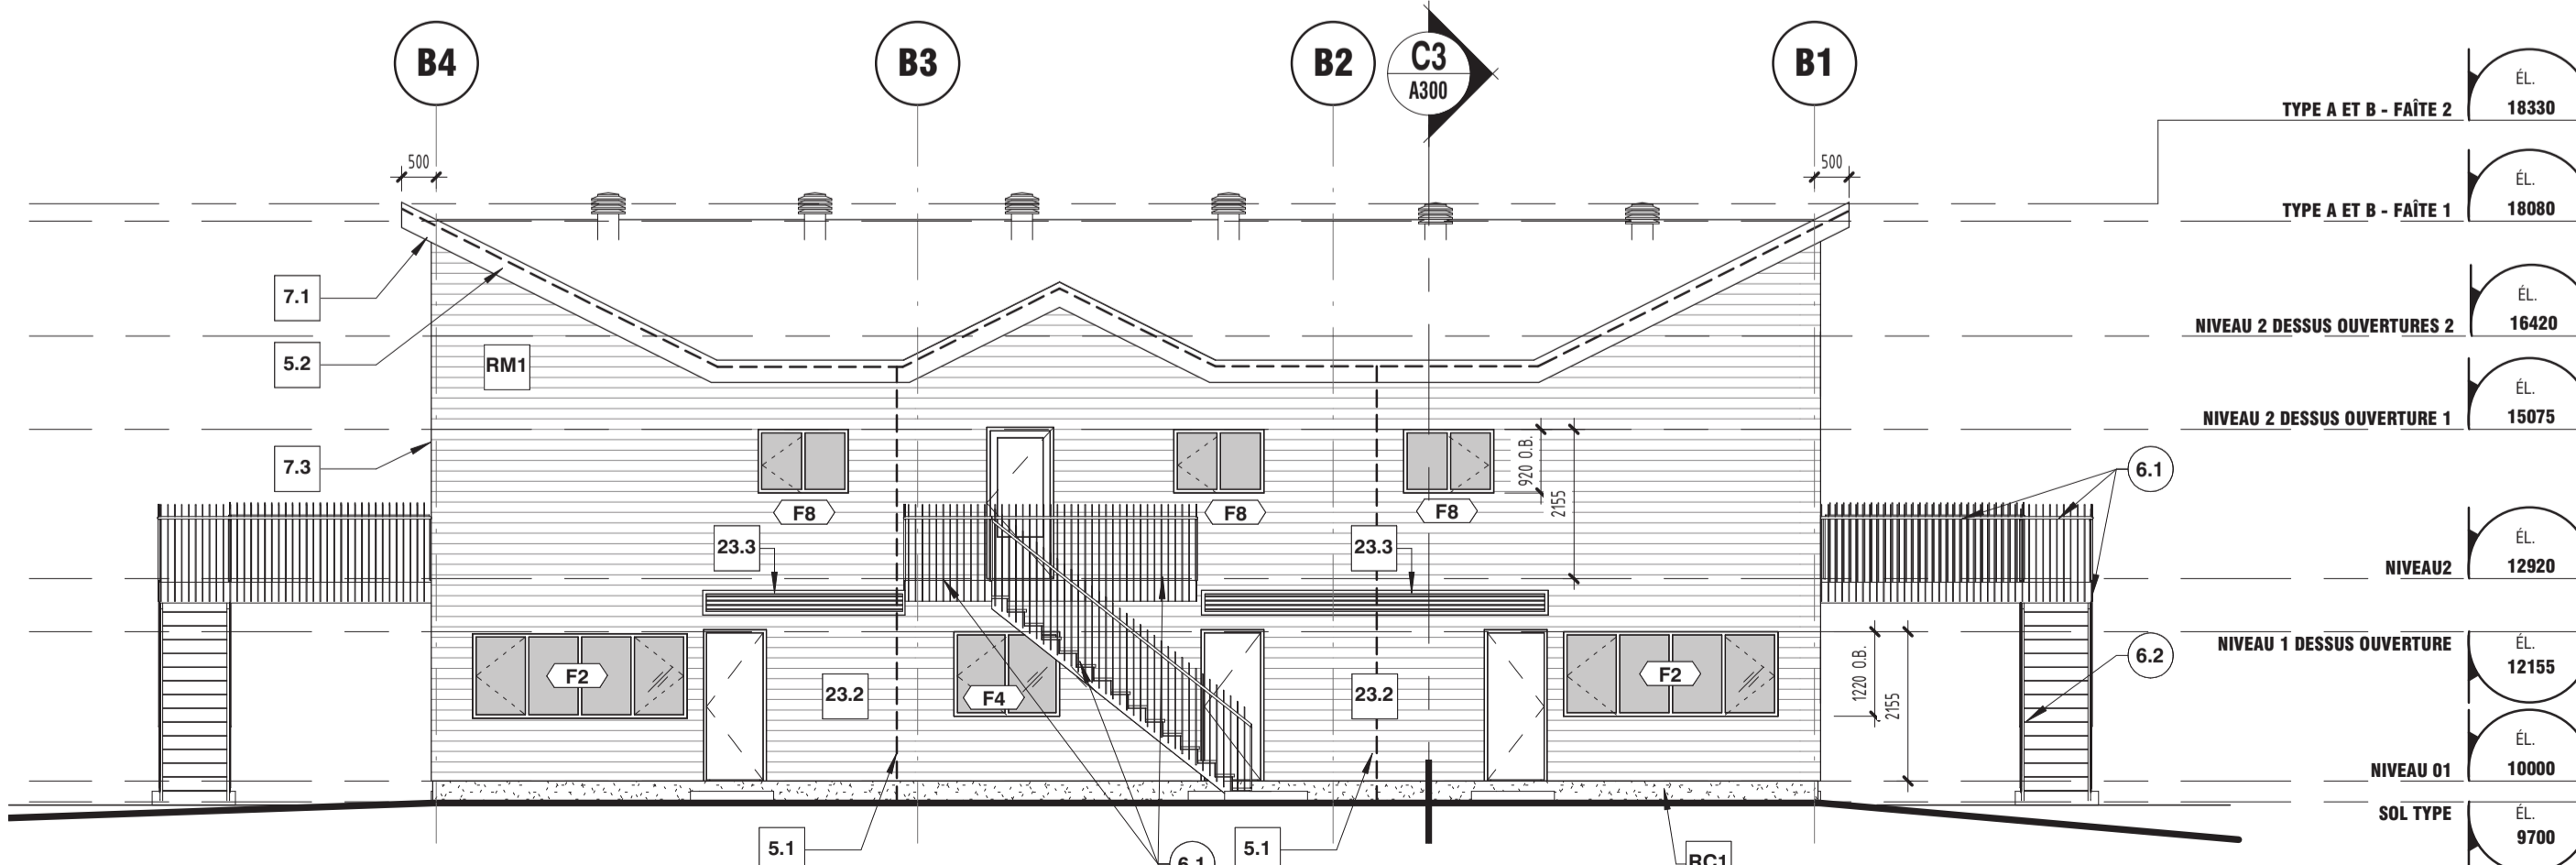 B4
B3
B2
C3
A300
B1
ÉL.
18330
TYPE A ET B - FAÎTE 2
500
500
ÉL.
18080
TYPE A ET B - FAÎTE 1
7.1
ÉL.
16420
NIVEAU 2 DESSUS OUVERTURES 2
5.2
RM1
ÉL.
15075
NIVEAU 2 DESSUS OUVERTURE 1
7.3
920 O.B.
2155
6.1
F8
F8
F8
23.3
23.3
ÉL.
12920
NIVEAU2
NIVEAU 1 DESSUS OUVERTURE
ÉL.
12155
6.2
F2
F4
F2
23.2
23.2
1220 O.B.
2155
ÉL.
10000
NIVEAU 01
SOL TYPE
ÉL.
9700
5.1
6.1
5.1
RC1